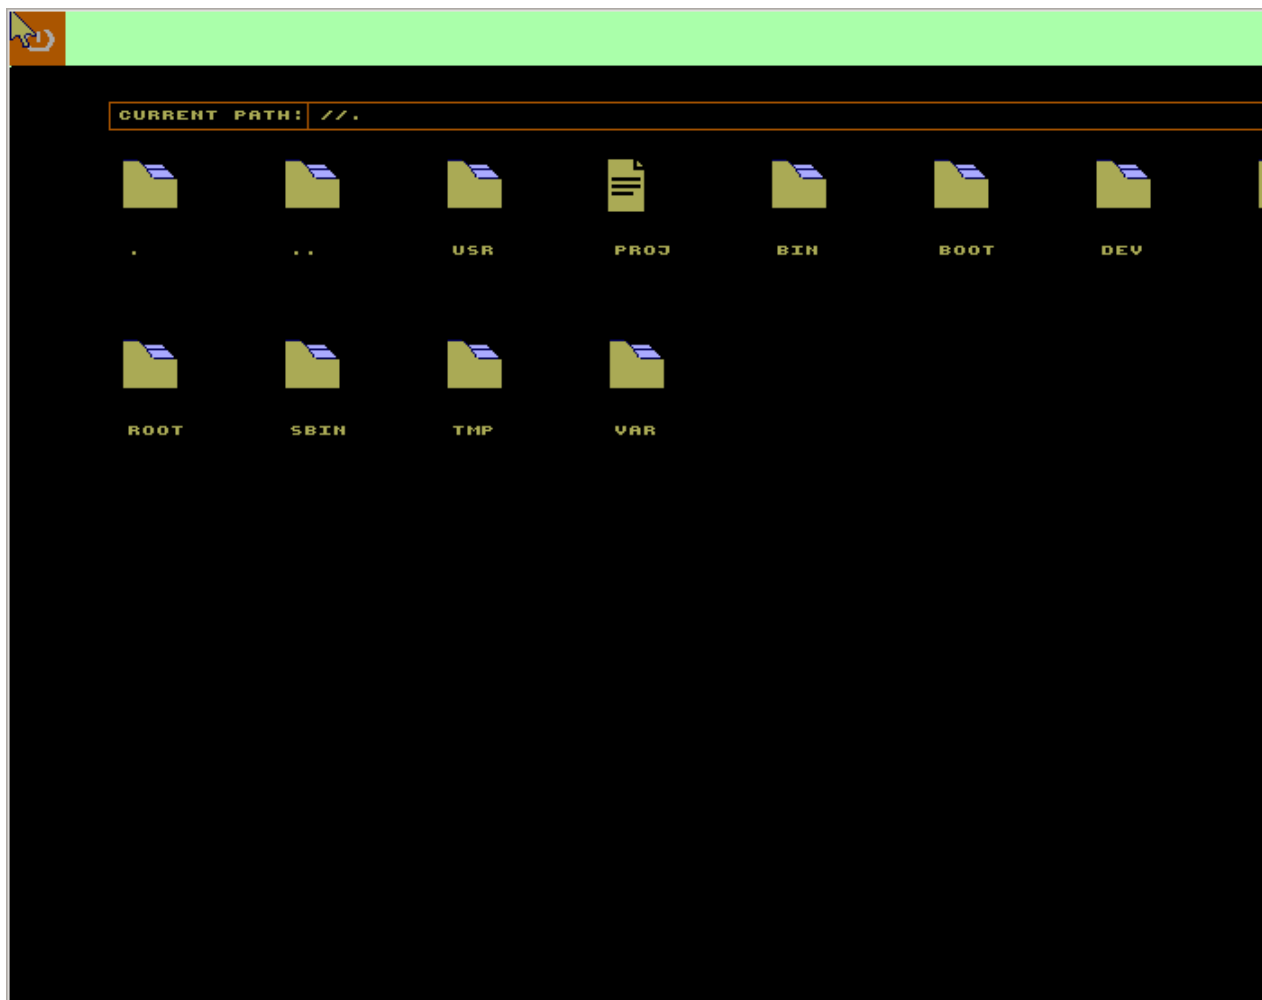 CURRENT PATH: //.
. .. USR PROJ BIN BOOT DEV
ROOT SBIN TMP VAR